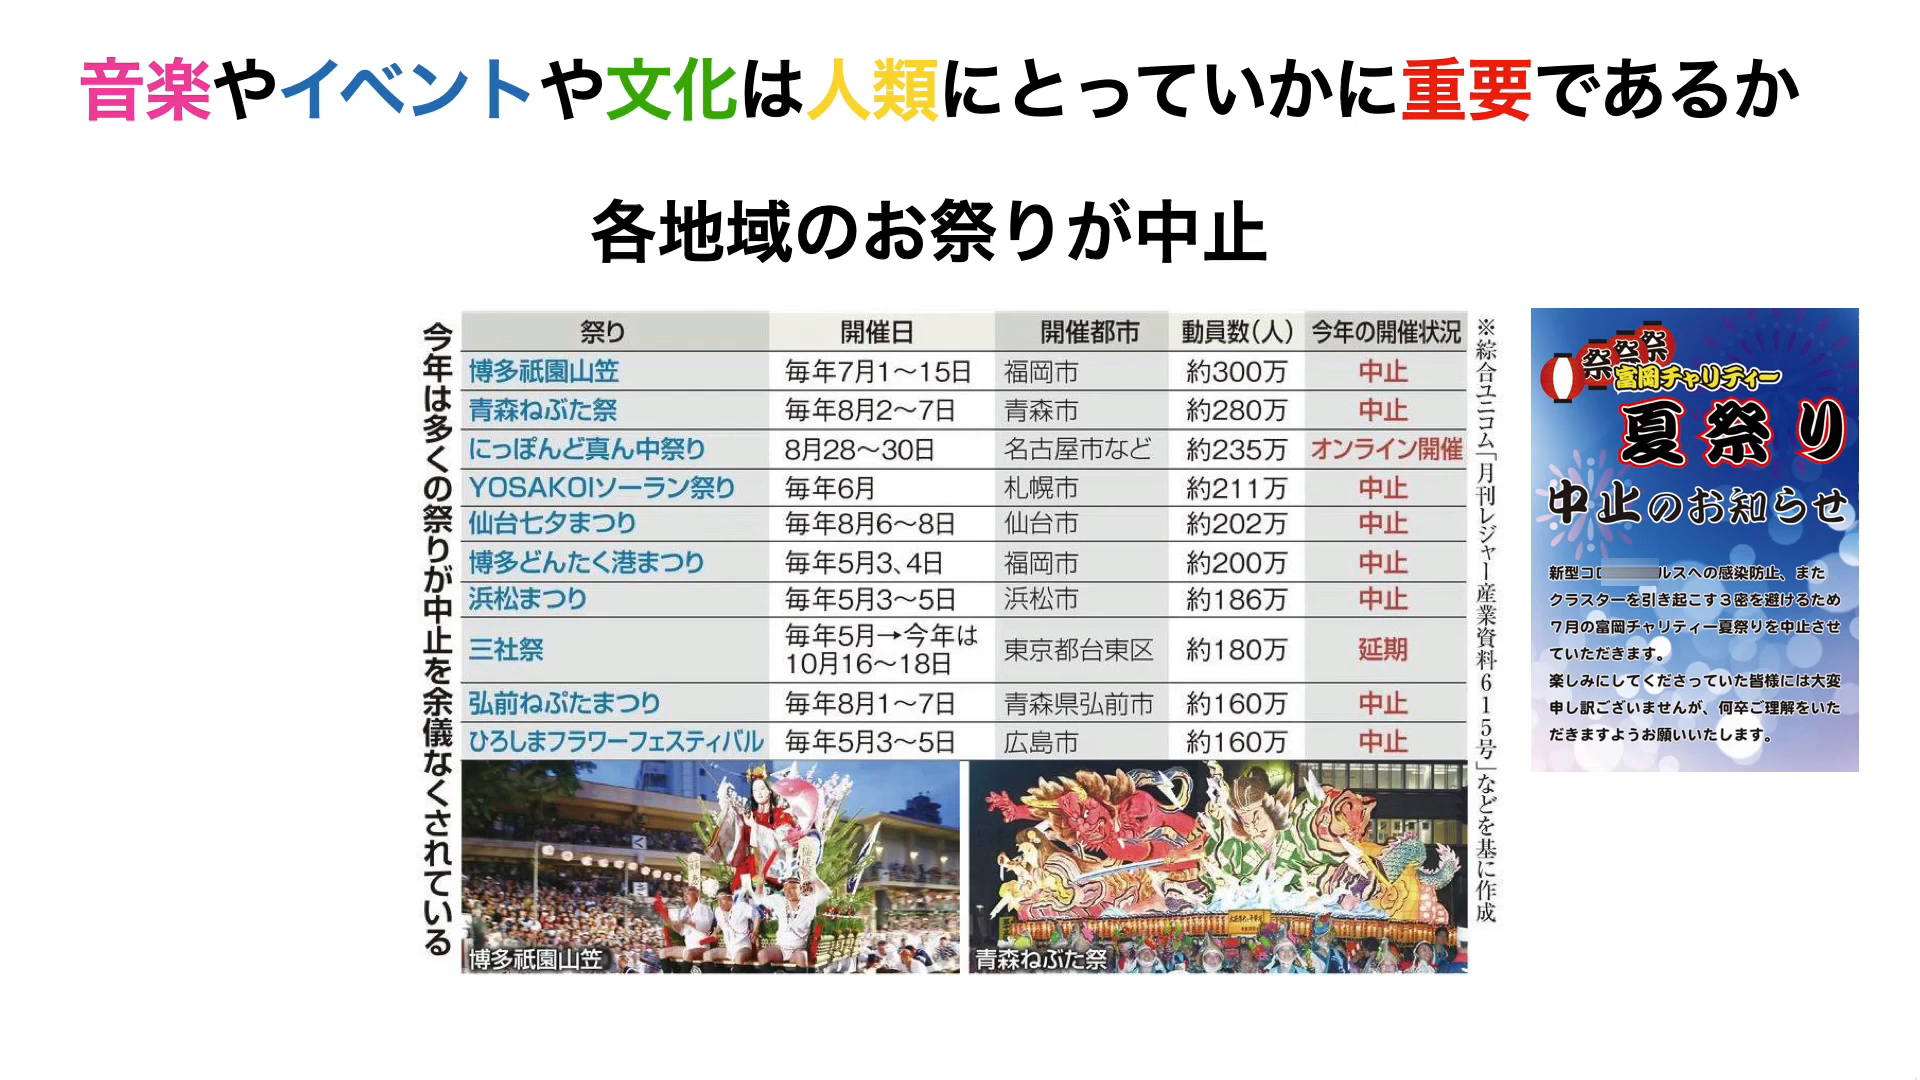 音楽やイベントや文化は人類にとっていかに重要であるか
各地域のお祭りが中止
今年は多くの祭りが中止を余儀なくされている
祭り 開催日 開催都市 動員数(人) 今年の開催状況
博多祇園山笠 毎年7月1〜15日 福岡市 約300万 中止
青森ねぶた祭 毎年8月2〜7日 青森市 約280万 中止
にっぽんど真ん中祭り 8月28〜30日 名古屋市など 約235万 オンライン開催
YOSAKOIソーラン祭り 毎年6月 札幌市 約211万 中止
仙台七夕まつり 毎年8月6〜8日 仙台市 約202万 中止
博多どんたく港まつり 毎年5月3、4日 福岡市 約200万 中止
浜松まつり 毎年5月3〜5日 浜松市 約186万 中止
三社祭 毎年5月→今年は 東京都台東区 約180万 延期
10月16〜18日
弘前ねぷたまつり 毎年8月1〜7日 青森県弘前市 約160万 中止
ひろしまフラワーフェスティバル 毎年5月3〜5日 広島市 約160万 中止
博多祇園山笠
青森ねぶた祭
※綜合ユニコム「月刊レジャー産業資料615号」などを基に作成
祭祭祭
富岡チャリティー
夏祭り
中止のお知らせ
新型コ ルスへの感染防止、また
クラスターを引き起こす3密を避けるため
7月の富岡チャリティー夏祭りを中止させ
ていただきます。
楽しみにしてくださっていた皆様には大変
申し訳ございませんが、何卒ご理解をいた
だきますようお願いいたします。